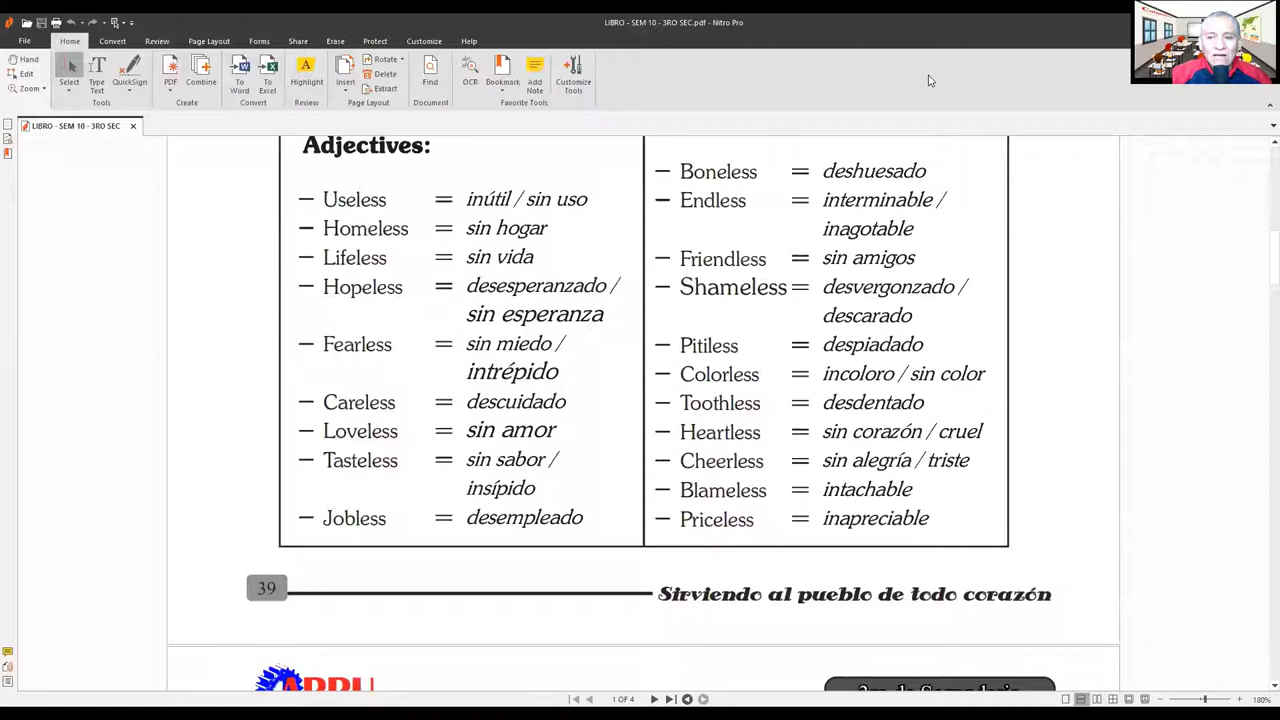 LIBRO - SEM 10 - 3RO SEC.pdf - Nitro Pro
File Home Convert Review Page Layout Forms Share Erase Protect Customize Help
Hand
Edit
Zoom
Select
Type Text
QuickSign
PDF
Combine
To Word
To Excel
Highlight
Insert
Rotate
Delete
Extract
Find
OCR
Bookmark
Add Note
Customize Tools
Tools Create Convert Review Page Layout Document Favorite Tools
LIBRO - SEM 10 - 3RO SEC
Adjectives:
– Useless = inútil / sin uso
– Homeless = sin hogar
– Lifeless = sin vida
– Hopeless = desesperanzado /
sin esperanza
– Fearless = sin miedo /
intrépido
– Careless = descuidado
– Loveless = sin amor
– Tasteless = sin sabor /
insípido
– Jobless = desempleado
– Boneless = deshuesado
– Endless = interminable /
inagotable
– Friendless = sin amigos
– Shameless = desvergonzado /
descarado
– Pitiless = despiadado
– Colorless = incoloro / sin color
– Toothless = desdentado
– Heartless = sin corazón / cruel
– Cheerless = sin alegría / triste
– Blameless = intachable
– Priceless = inapreciable
39 Sirviendo al pueblo de todo corazón
1 OF 4
180%